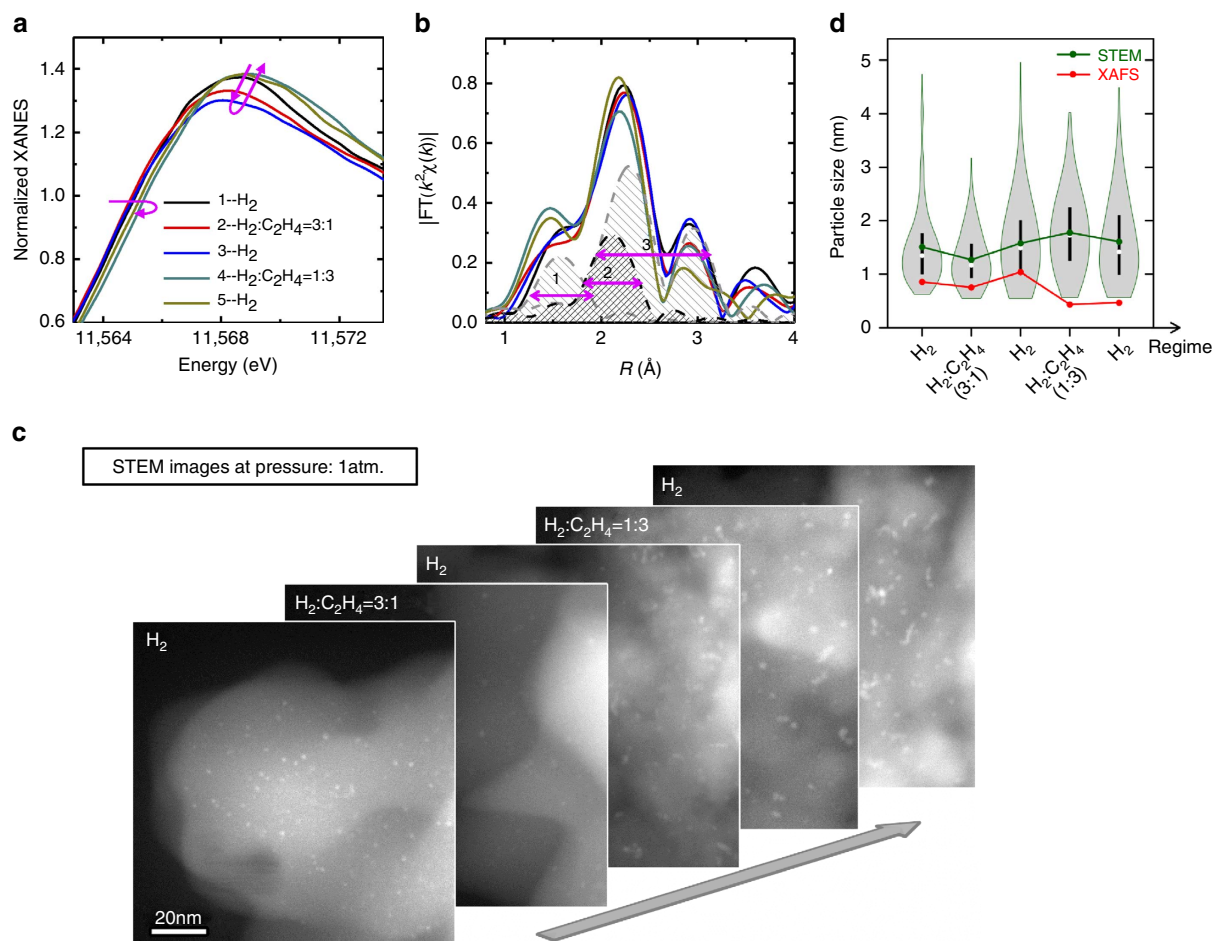 a
Normalized XANES
1.4
1.2
1.0
0.8
0.6
11,564
11,568
11,572
Energy (eV)
1--H₂
2--H₂:C₂H₄=3:1
3--H₂
4--H₂:C₂H₄=1:3
5--H₂
b
|FT(k²χ(k)|
0.8
0.6
0.4
0.2
0.0
1
2
3
1
2
3
4
R (Å)
d
Particle size (nm)
5
4
3
2
1
0
STEM
XAFS
H₂
H₂:C₂H₄
(3:1)
H₂
H₂:C₂H₄
(1:3)
H₂
Regime
c
STEM images at pressure: 1atm.
H₂
H₂:C₂H₄=3:1
H₂
H₂:C₂H₄=1:3
H₂
20nm